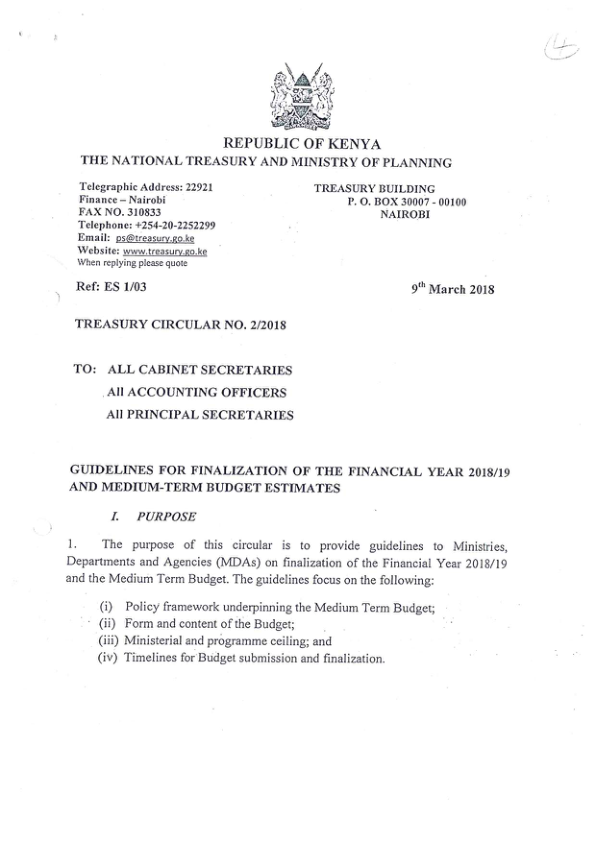 4
REPUBLIC OF KENYA
THE NATIONAL TREASURY AND MINISTRY OF PLANNING
Telegraphic Address: 22921
Finance – Nairobi
FAX NO. 310833
Telephone: +254-20-2252299
Email: ps@treasury.go.ke
Website: www.treasury.go.ke
When replying please quote
TREASURY BUILDING
P. O. BOX 30007 - 00100
NAIROBI
Ref: ES 1/03
9th March 2018
TREASURY CIRCULAR NO. 2/2018
TO: ALL CABINET SECRETARIES
All ACCOUNTING OFFICERS
All PRINCIPAL SECRETARIES
GUIDELINES FOR FINALIZATION OF THE FINANCIAL YEAR 2018/19
AND MEDIUM-TERM BUDGET ESTIMATES
I. PURPOSE
1. The purpose of this circular is to provide guidelines to Ministries,
Departments and Agencies (MDAs) on finalization of the Financial Year 2018/19
and the Medium Term Budget. The guidelines focus on the following:
(i) Policy framework underpinning the Medium Term Budget;
(ii) Form and content of the Budget;
(iii) Ministerial and programme ceiling; and
(iv) Timelines for Budget submission and finalization.